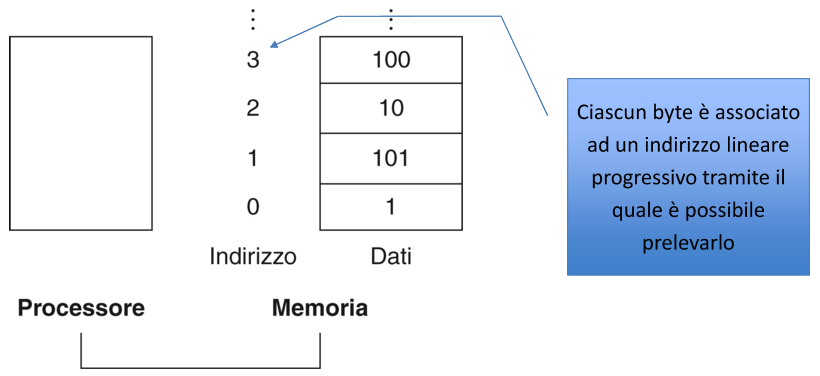 ⋮ ⋮
3 100
2 10
1 101
0 1
Indirizzo Dati
Processore Memoria
Ciascun byte è associato
ad un indirizzo lineare
progressivo tramite il
quale è possibile
prelevarlo